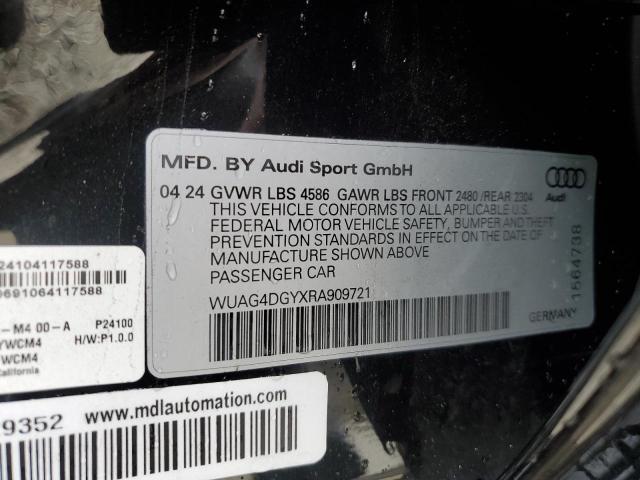 MFD. BY Audi Sport GmbH
Audi
04 24 GVWR LBS 4586 GAWR LBS FRONT 2480 /REAR 2304
THIS VEHICLE CONFORMS TO ALL APPLICABLE U.S.
FEDERAL MOTOR VEHICLE SAFETY, BUMPER AND THEFT
PREVENTION STANDARDS IN EFFECT ON THE DATE OF
MANUFACTURE SHOWN ABOVE
PASSENGER CAR
WUAG4DGYXRA909721
GERMANY
1564738
24104117588
0691064117588
-M4 00-A P24100
YWCM4 H/W:P1.0.0
YWCM4
California
9352 www.mdlautomation.com